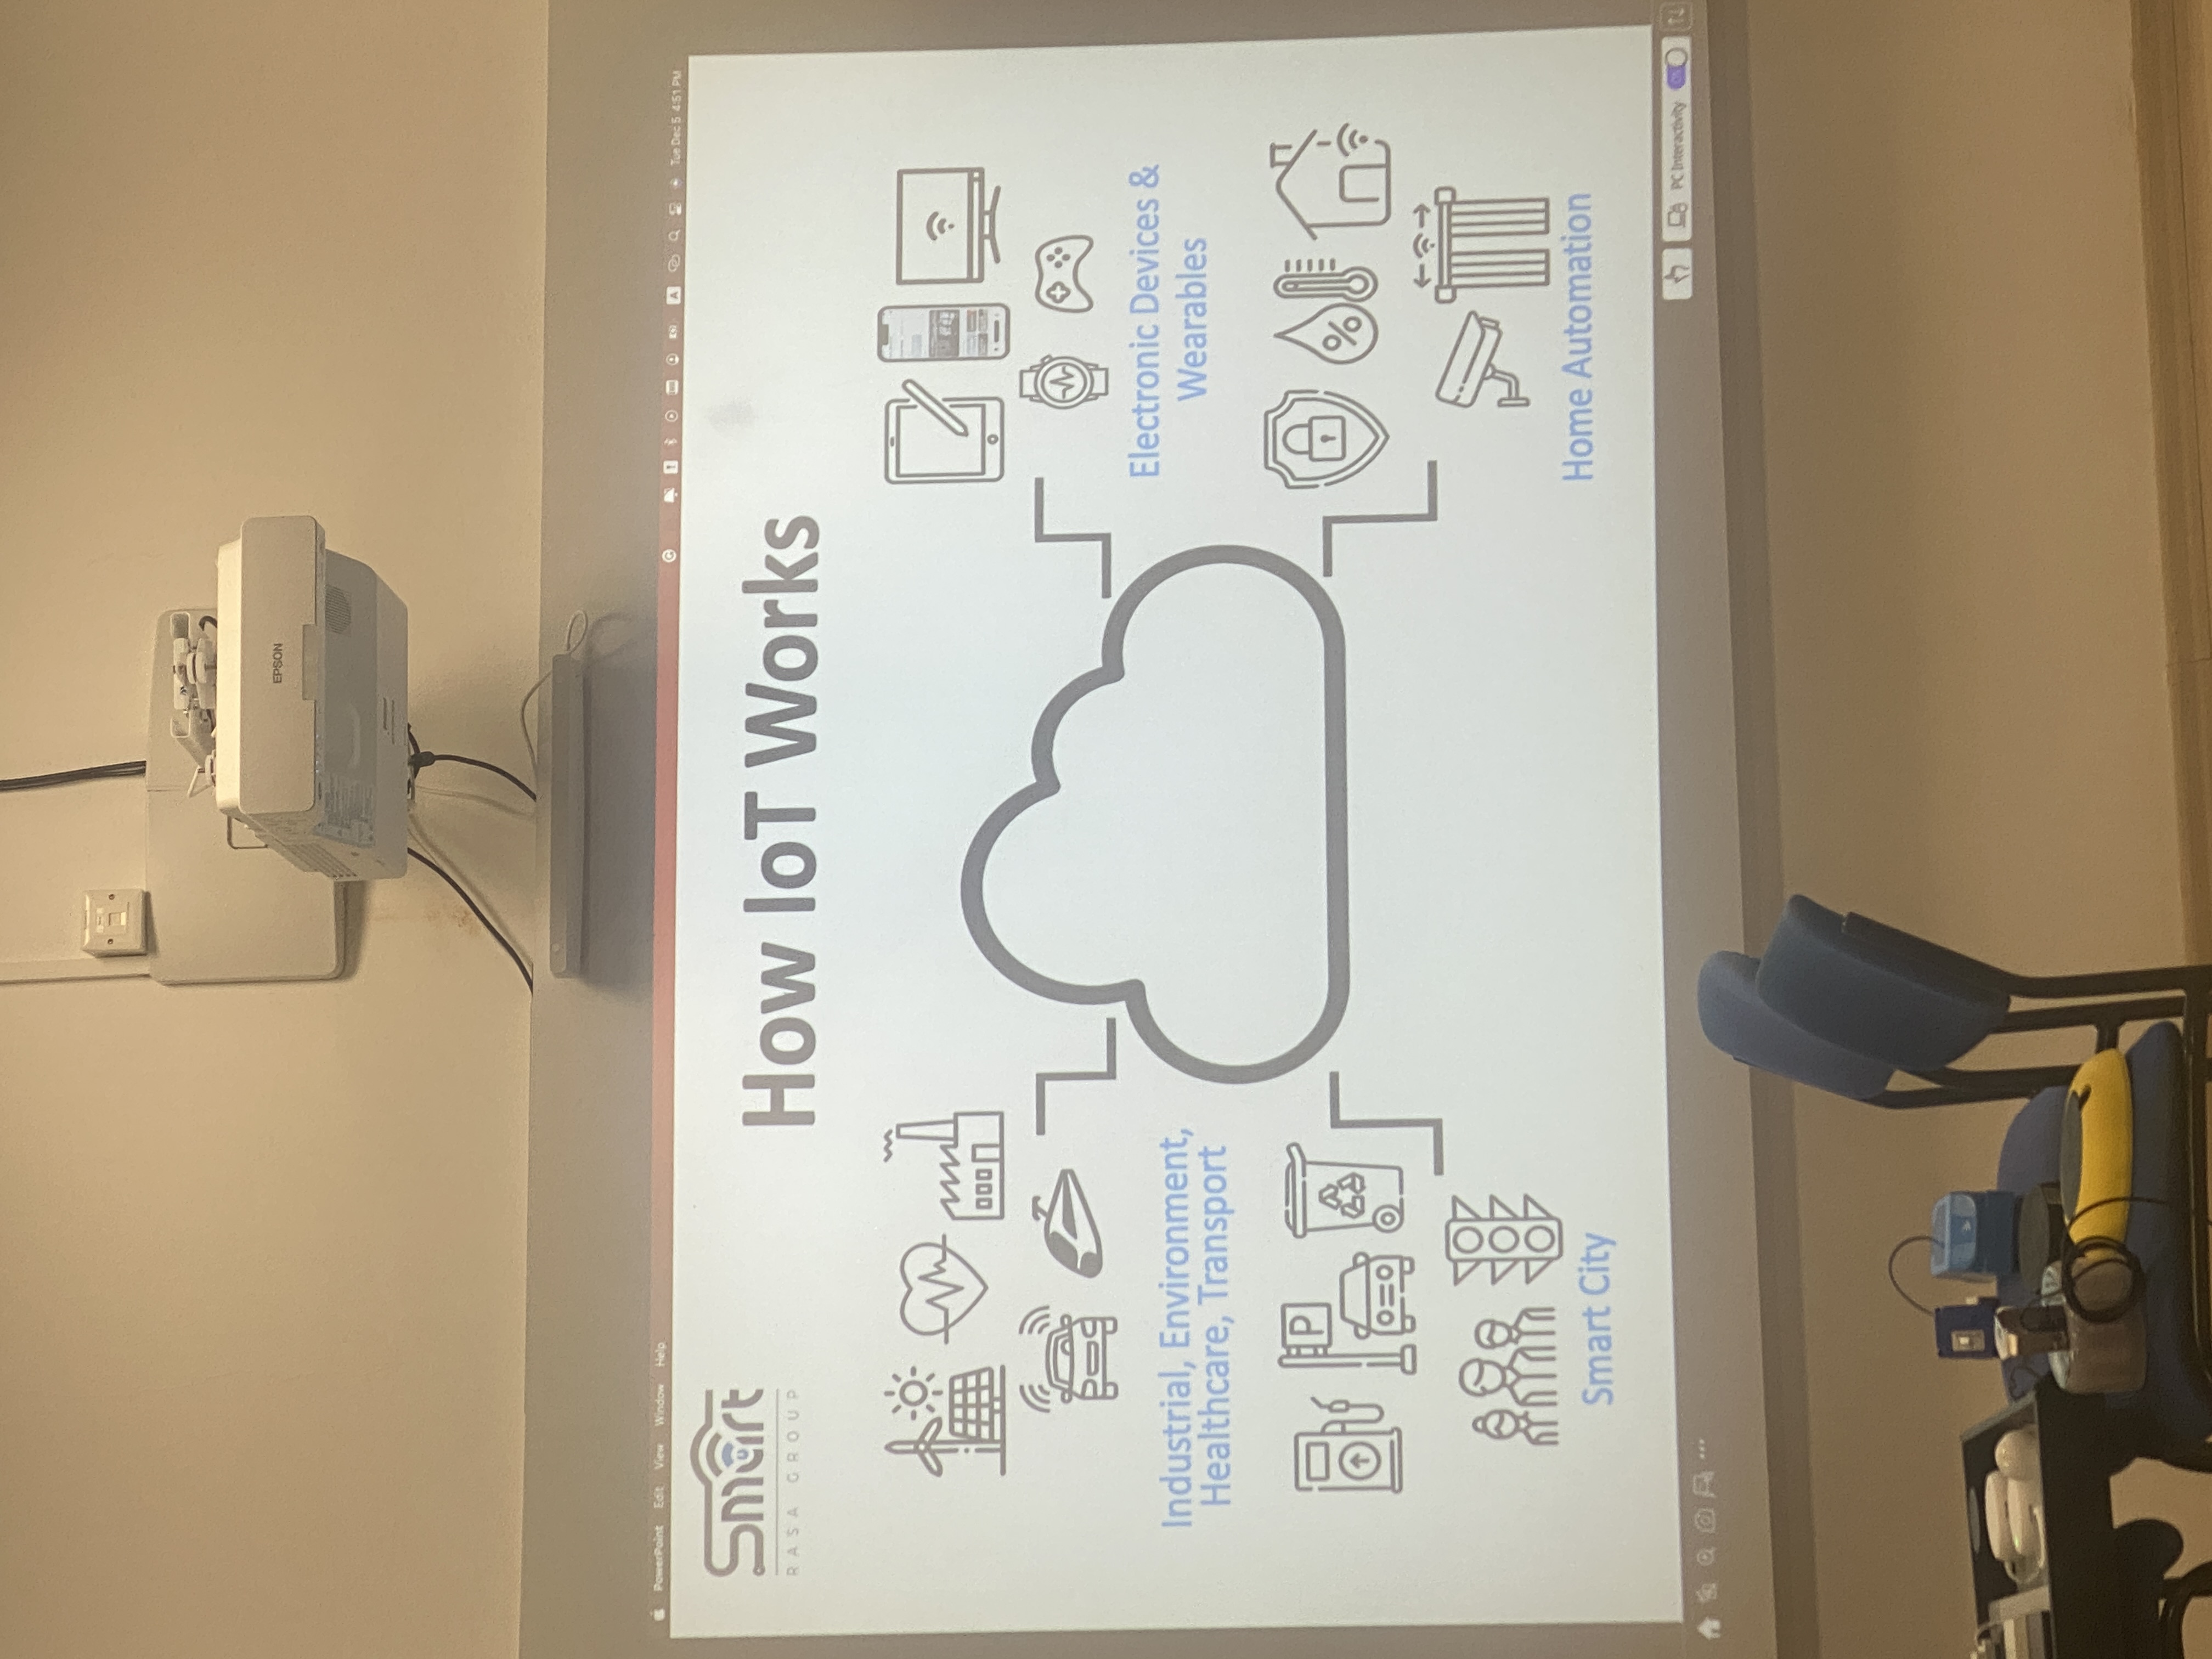 EPSON
PowerPoint Edit View Window Help
Tue Dec 5 4:51 PM
Smart
RASA GROUP
How IoT Works
Industrial, Environment,
Healthcare, Transport
Electronic Devices &
Wearables
P
%
Smart City
Home Automation
PC Interactivity